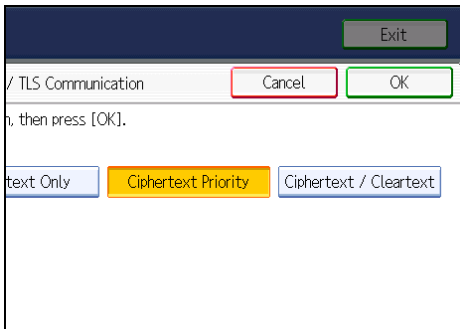 Exit
/ TLS Communication Cancel OK
n, then press [OK].
text Only Ciphertext Priority Ciphertext / Cleartext